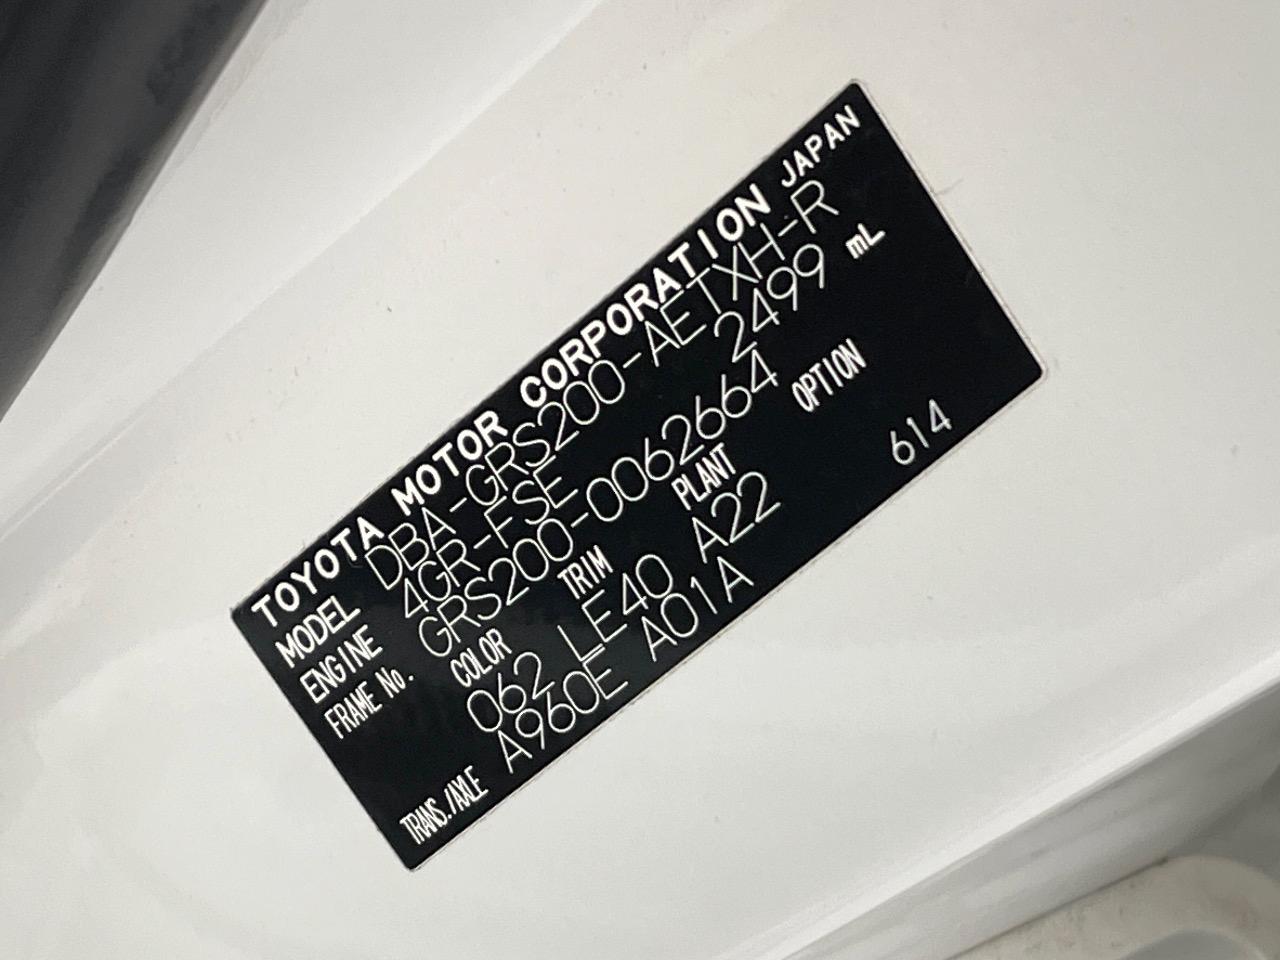 TOYOTA MOTOR CORPORATION JAPAN
MODEL DBA-GRS200-AETXH-R
ENGINE 4GR-FSE 2499 mL
FRAME No. GRS200-0062664
COLOR TRIM PLANT OPTION
062 LE40 A22 614
TRANS./AXLE A960E A01A